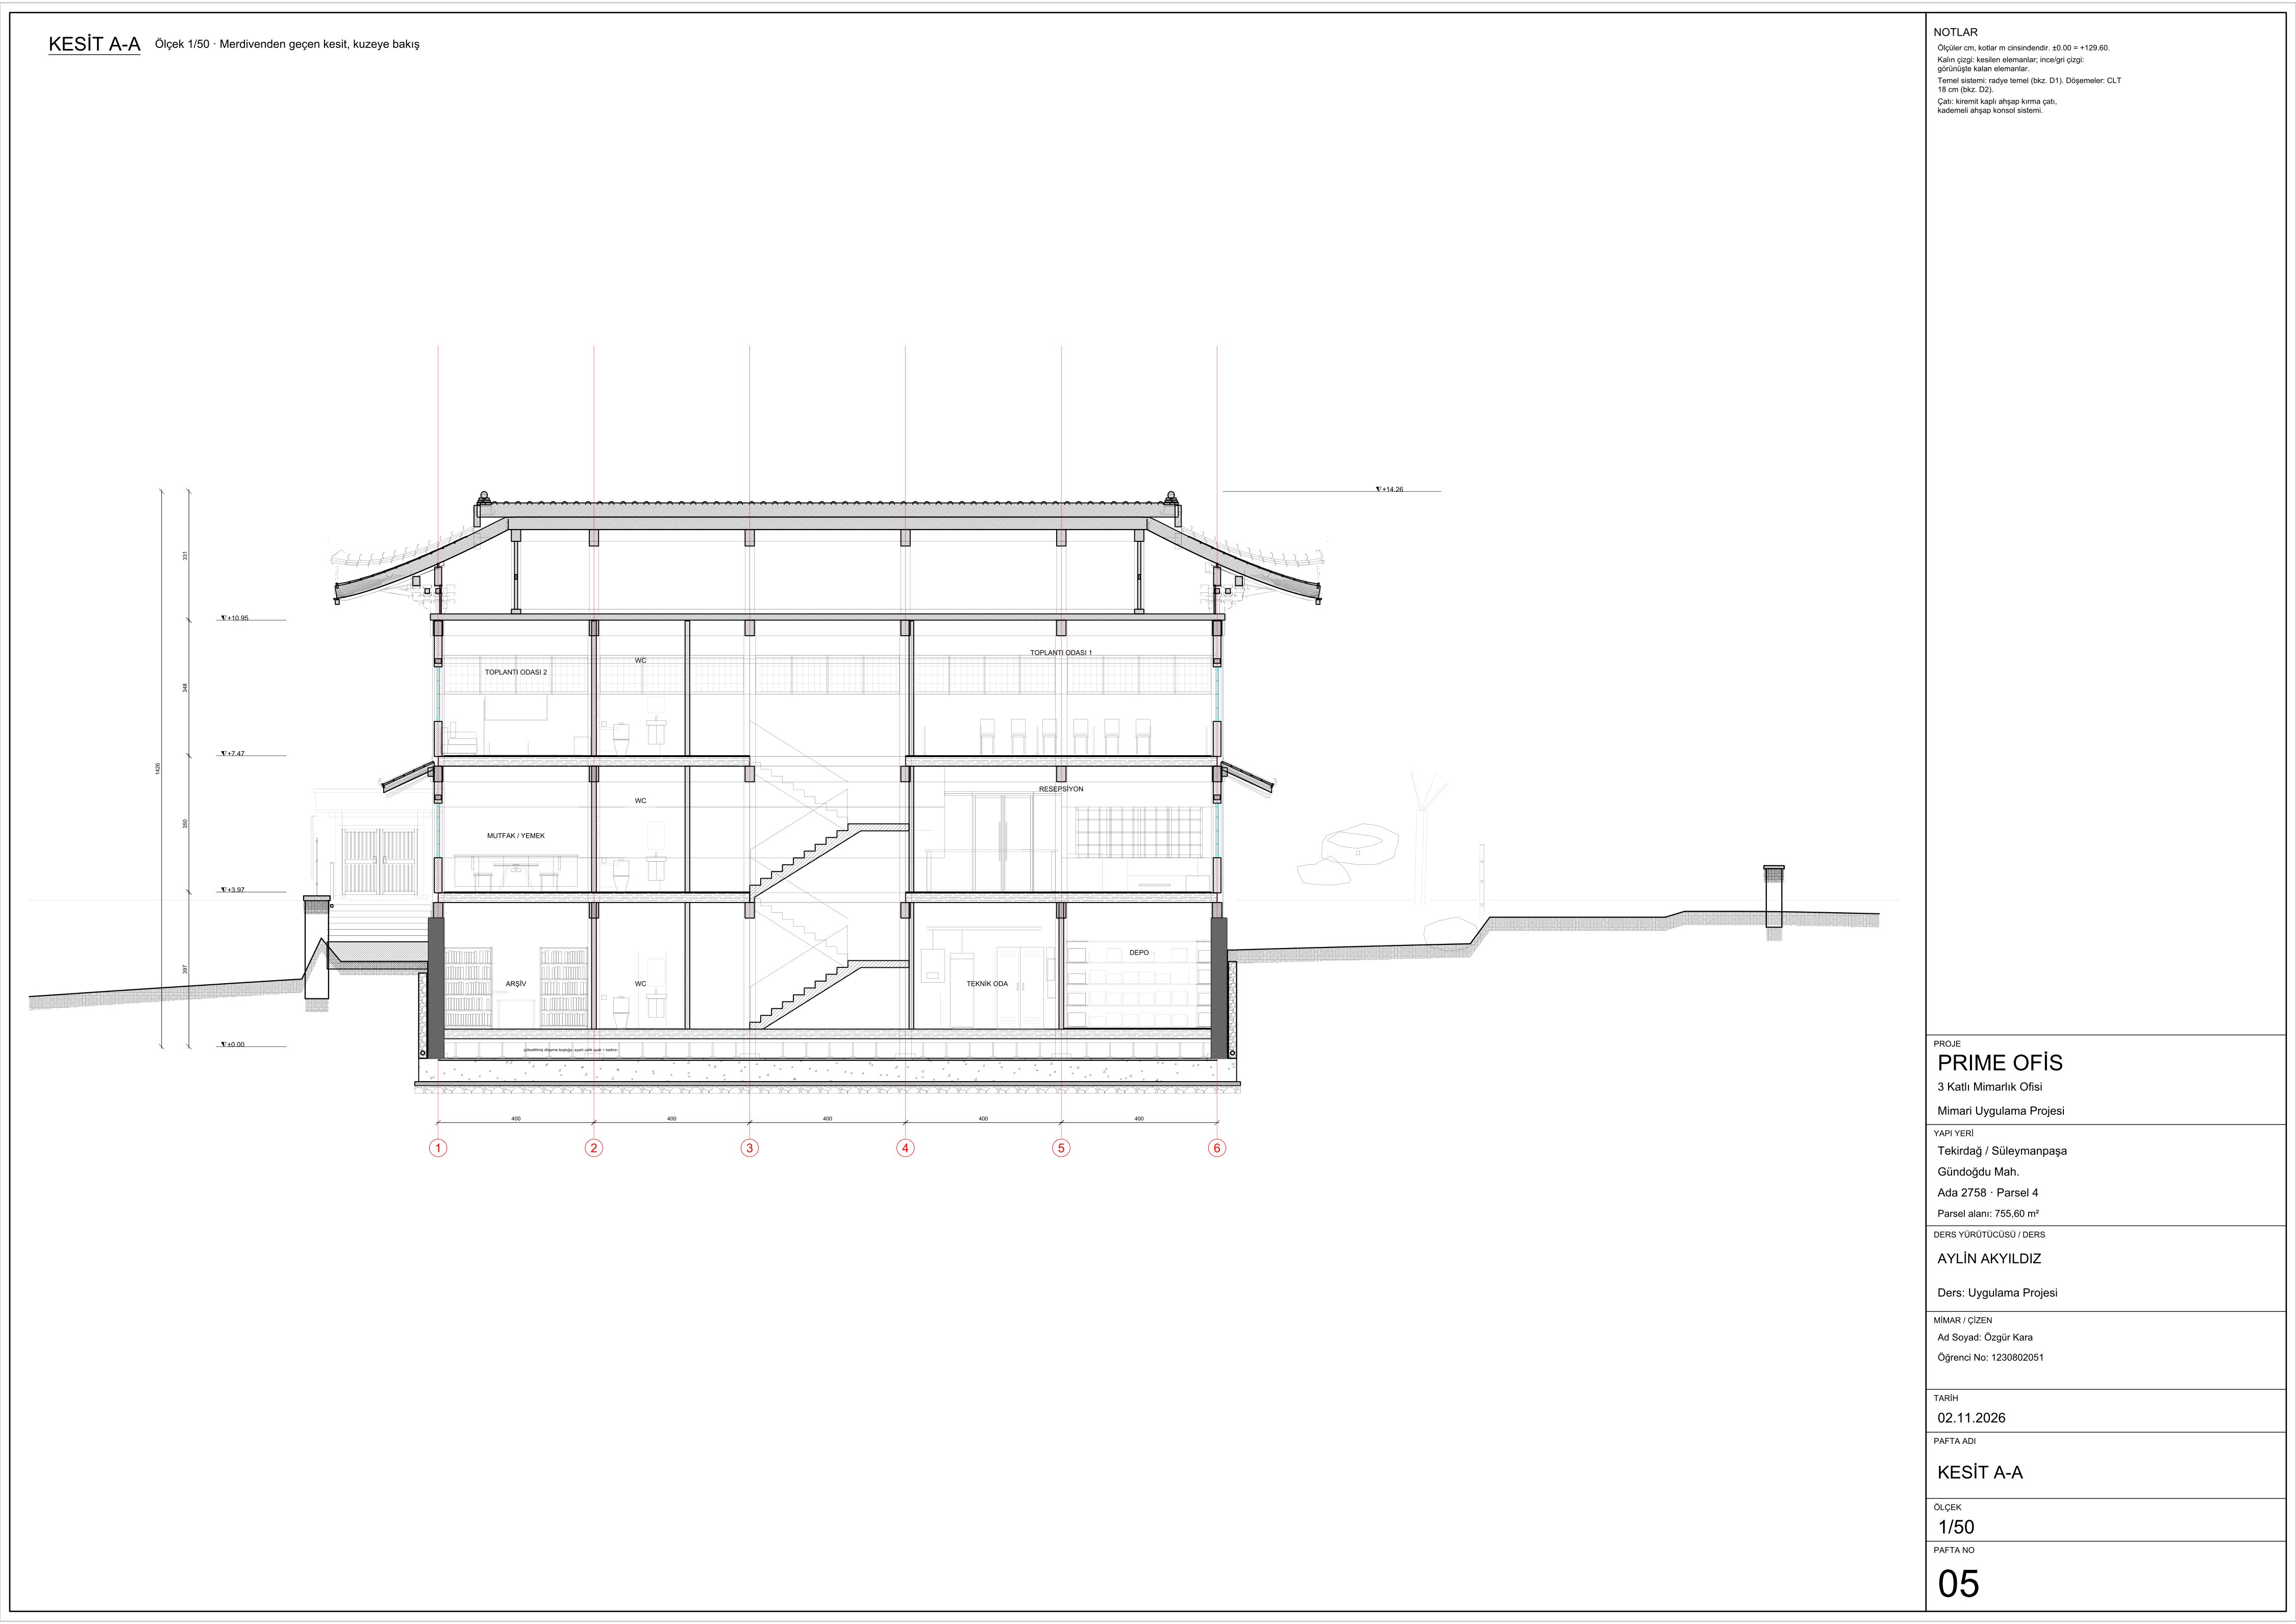 KESİT A-A Ölçek 1/50 · Merdivenden geçen kesit, kuzeye bakış
+14.26
331
+10.95
TOPLANTI ODASI 1
WC
TOPLANTI ODASI 2
348
+7.47
1426
RESEPSİYON
WC
350
MUTFAK / YEMEK
+3.97
DEPO
397
ARŞİV
WC
TEKNİK ODA
±0.00
yükseltilmiş döşeme boşluğu: ayarlı çelik ayak + kadron
400 400 400 400 400
1 2 3 4 5 6
NOTLAR
Ölçüler cm, kotlar m cinsindendir. ±0.00 = +129.60.
Kalın çizgi: kesilen elemanlar; ince/gri çizgi:
görünüşte kalan elemanlar.
Temel sistemi: radye temel (bkz. D1). Döşemeler: CLT
18 cm (bkz. D2).
Çatı: kiremit kaplı ahşap kırma çatı,
kademeli ahşap konsol sistemi.
PROJE
PRIME OFİS
3 Katlı Mimarlık Ofisi
Mimari Uygulama Projesi
YAPI YERİ
Tekirdağ / Süleymanpaşa
Gündoğdu Mah.
Ada 2758 · Parsel 4
Parsel alanı: 755,60 m²
DERS YÜRÜTÜCÜSÜ / DERS
AYLİN AKYILDIZ
Ders: Uygulama Projesi
MİMAR / ÇİZEN
Ad Soyad: Özgür Kara
Öğrenci No: 1230802051
TARİH
02.11.2026
PAFTA ADI
KESİT A-A
ÖLÇEK
1/50
PAFTA NO
05